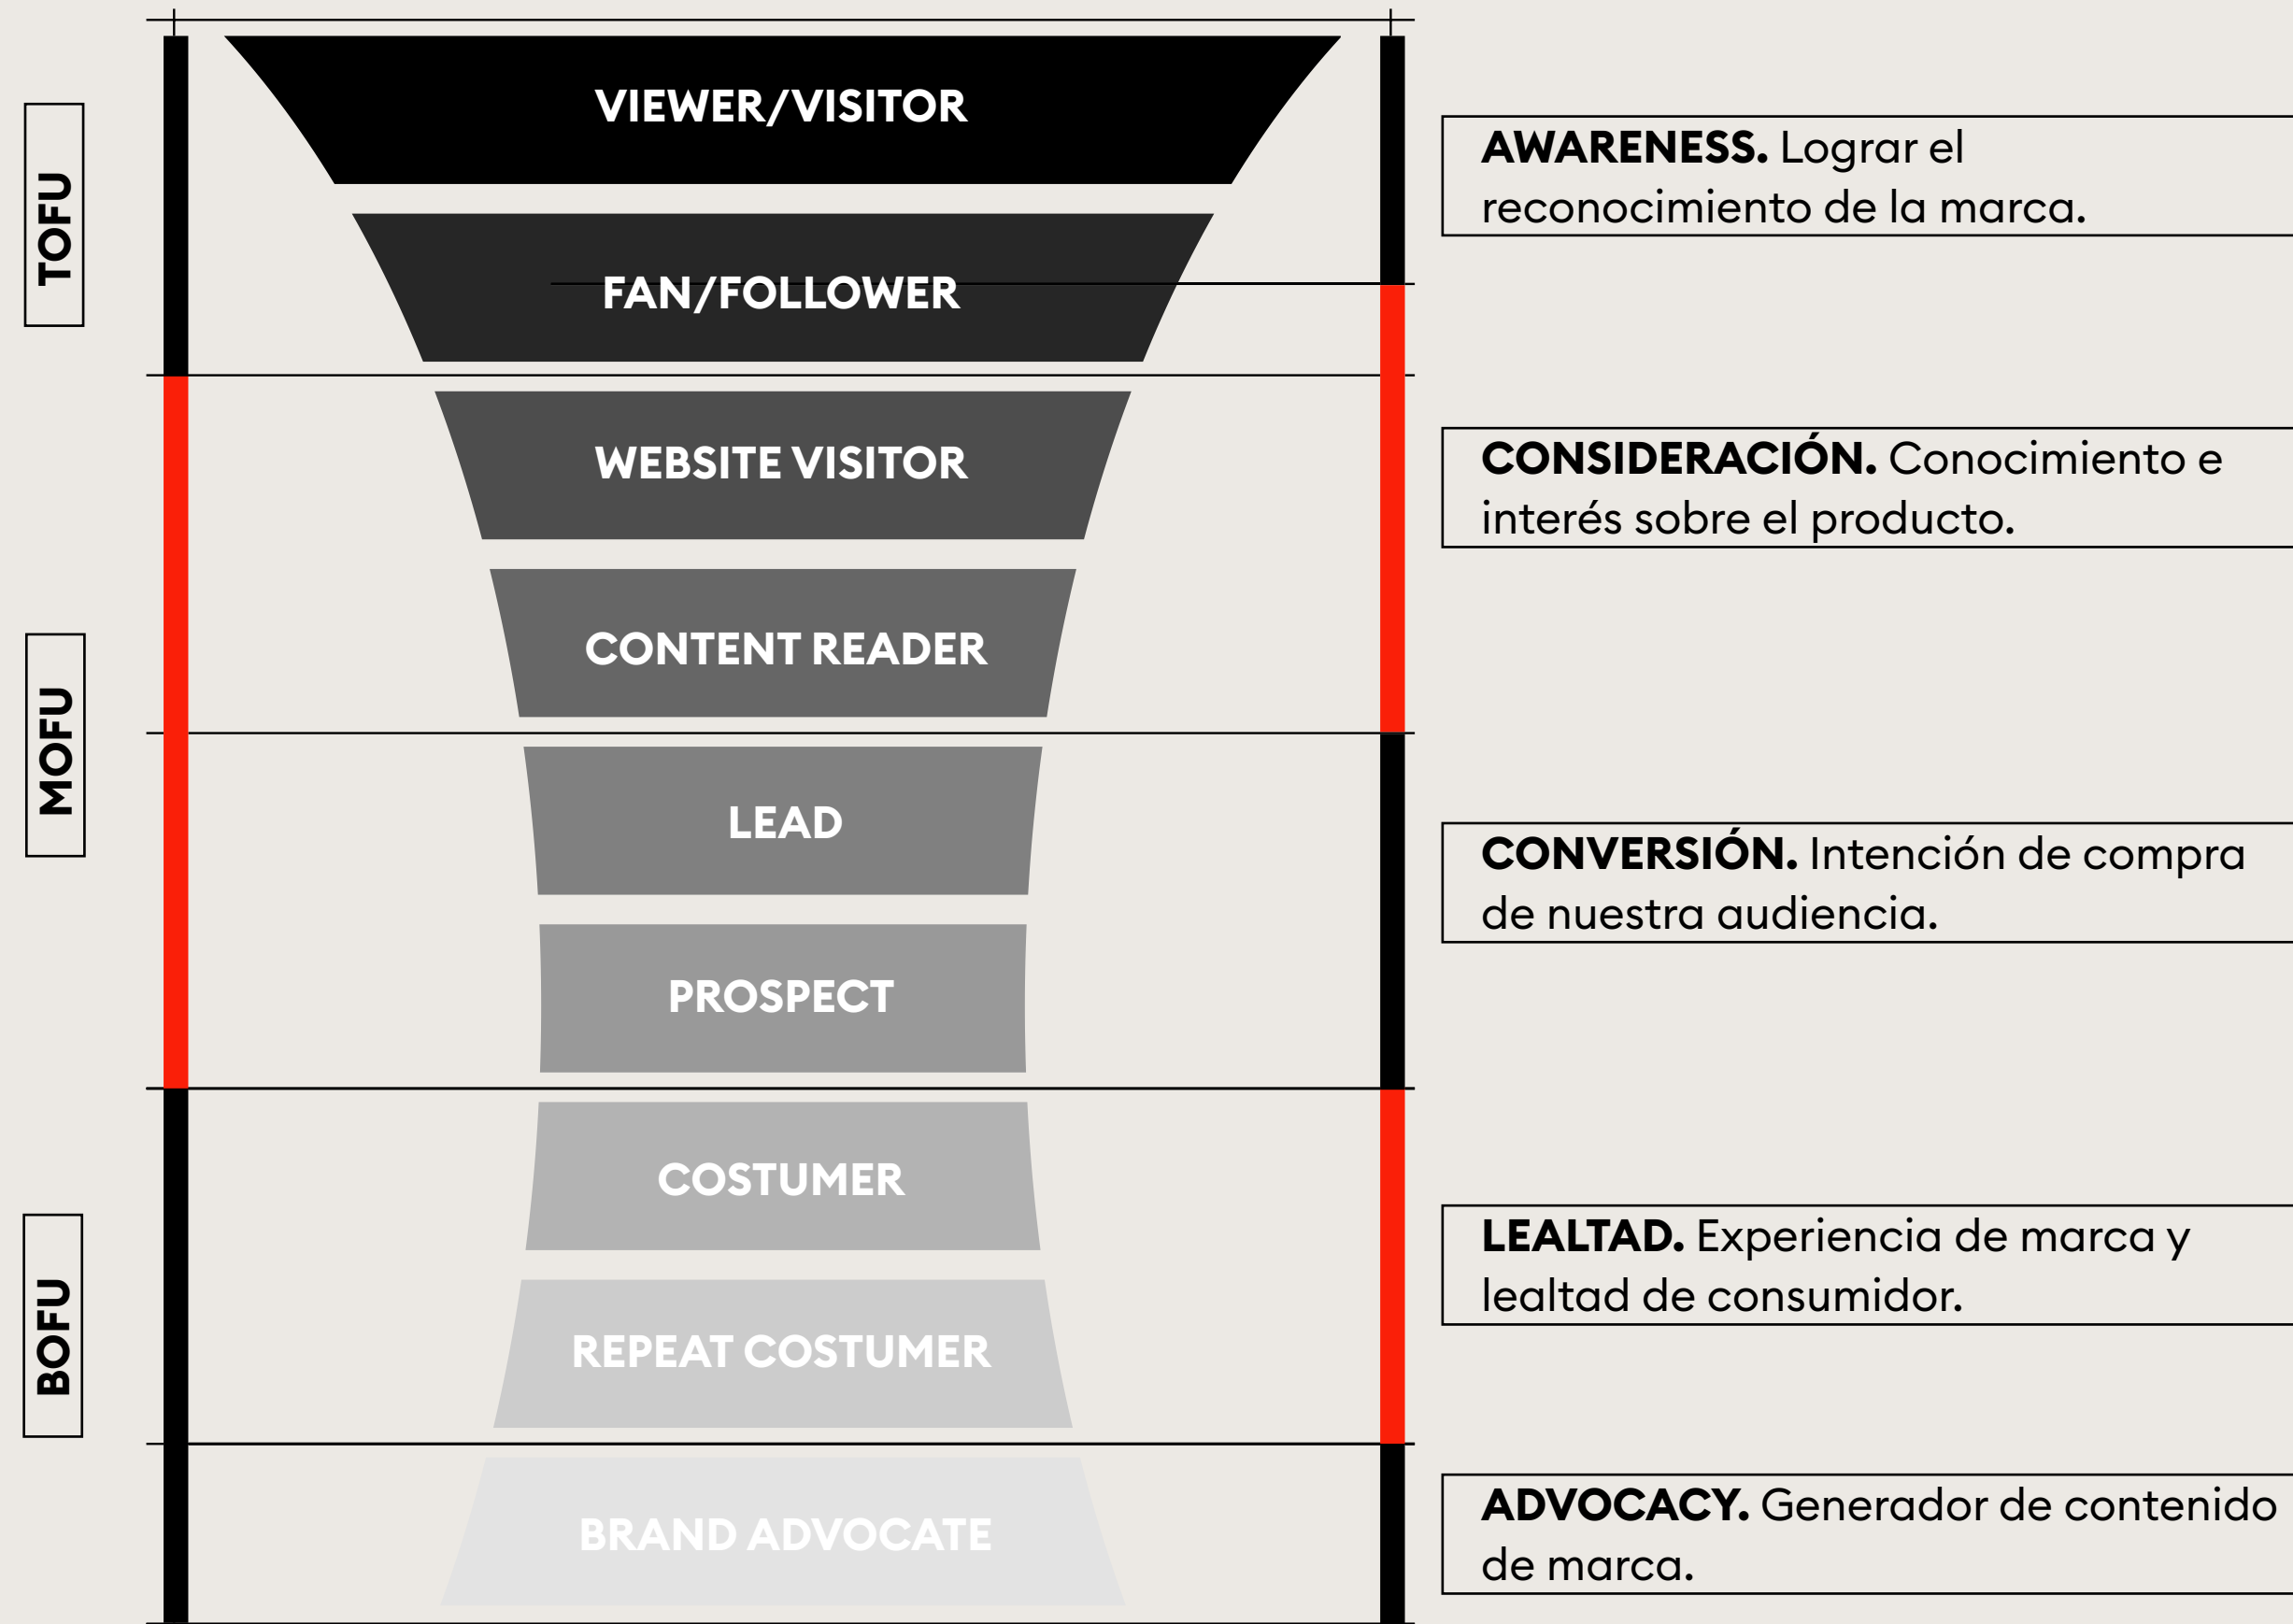 TOFU
VIEWER/VISITOR
AWARENESS. Lograr el
reconocimiento de la marca.
FAN/FOLLOWER
MOFU
WEBSITE VISITOR
CONSIDERACIÓN. Conocimiento e
interés sobre el producto.
CONTENT READER
LEAD
CONVERSIÓN. Intención de compra
de nuestra audiencia.
PROSPECT
BOFU
COSTUMER
LEALTAD. Experiencia de marca y
lealtad de consumidor.
REPEAT COSTUMER
BRAND ADVOCATE
ADVOCACY. Generador de contenido
de marca.